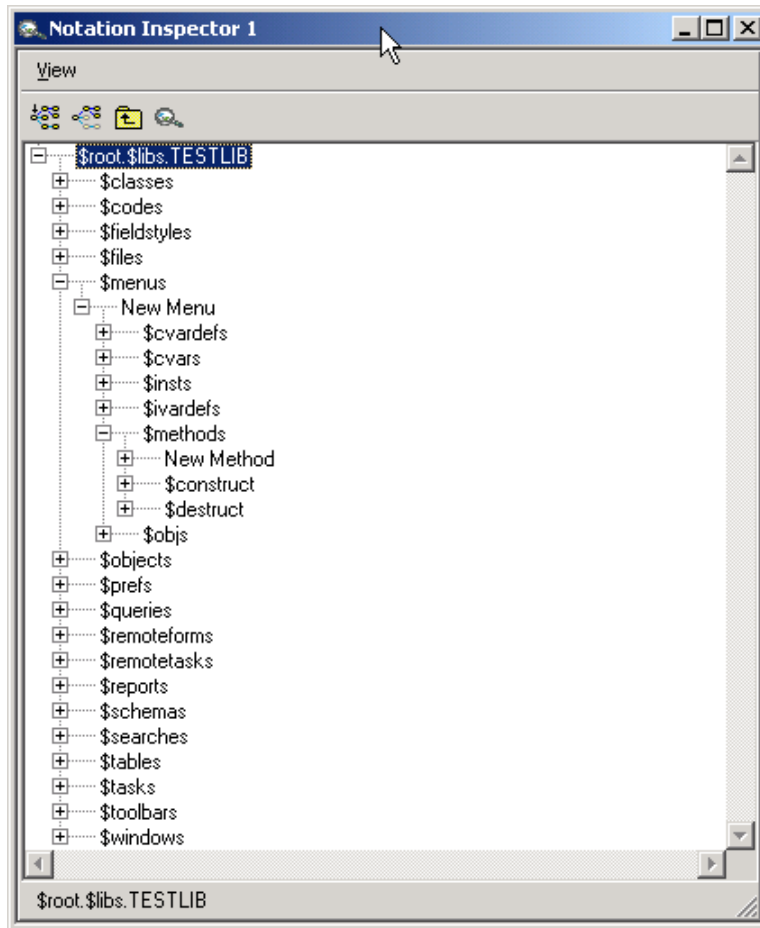 Notation Inspector 1
View
$root.$libs.TESTLIB
$classes
$codes
$fieldstyles
$files
$menus
New Menu
$cvardefs
$cvars
$insts
$ivardefs
$methods
New Method
$construct
$destruct
$objs
$objects
$prefs
$queries
$remoteforms
$remotetasks
$reports
$schemas
$searches
$tables
$tasks
$toolbars
$windows
$root.$libs.TESTLIB